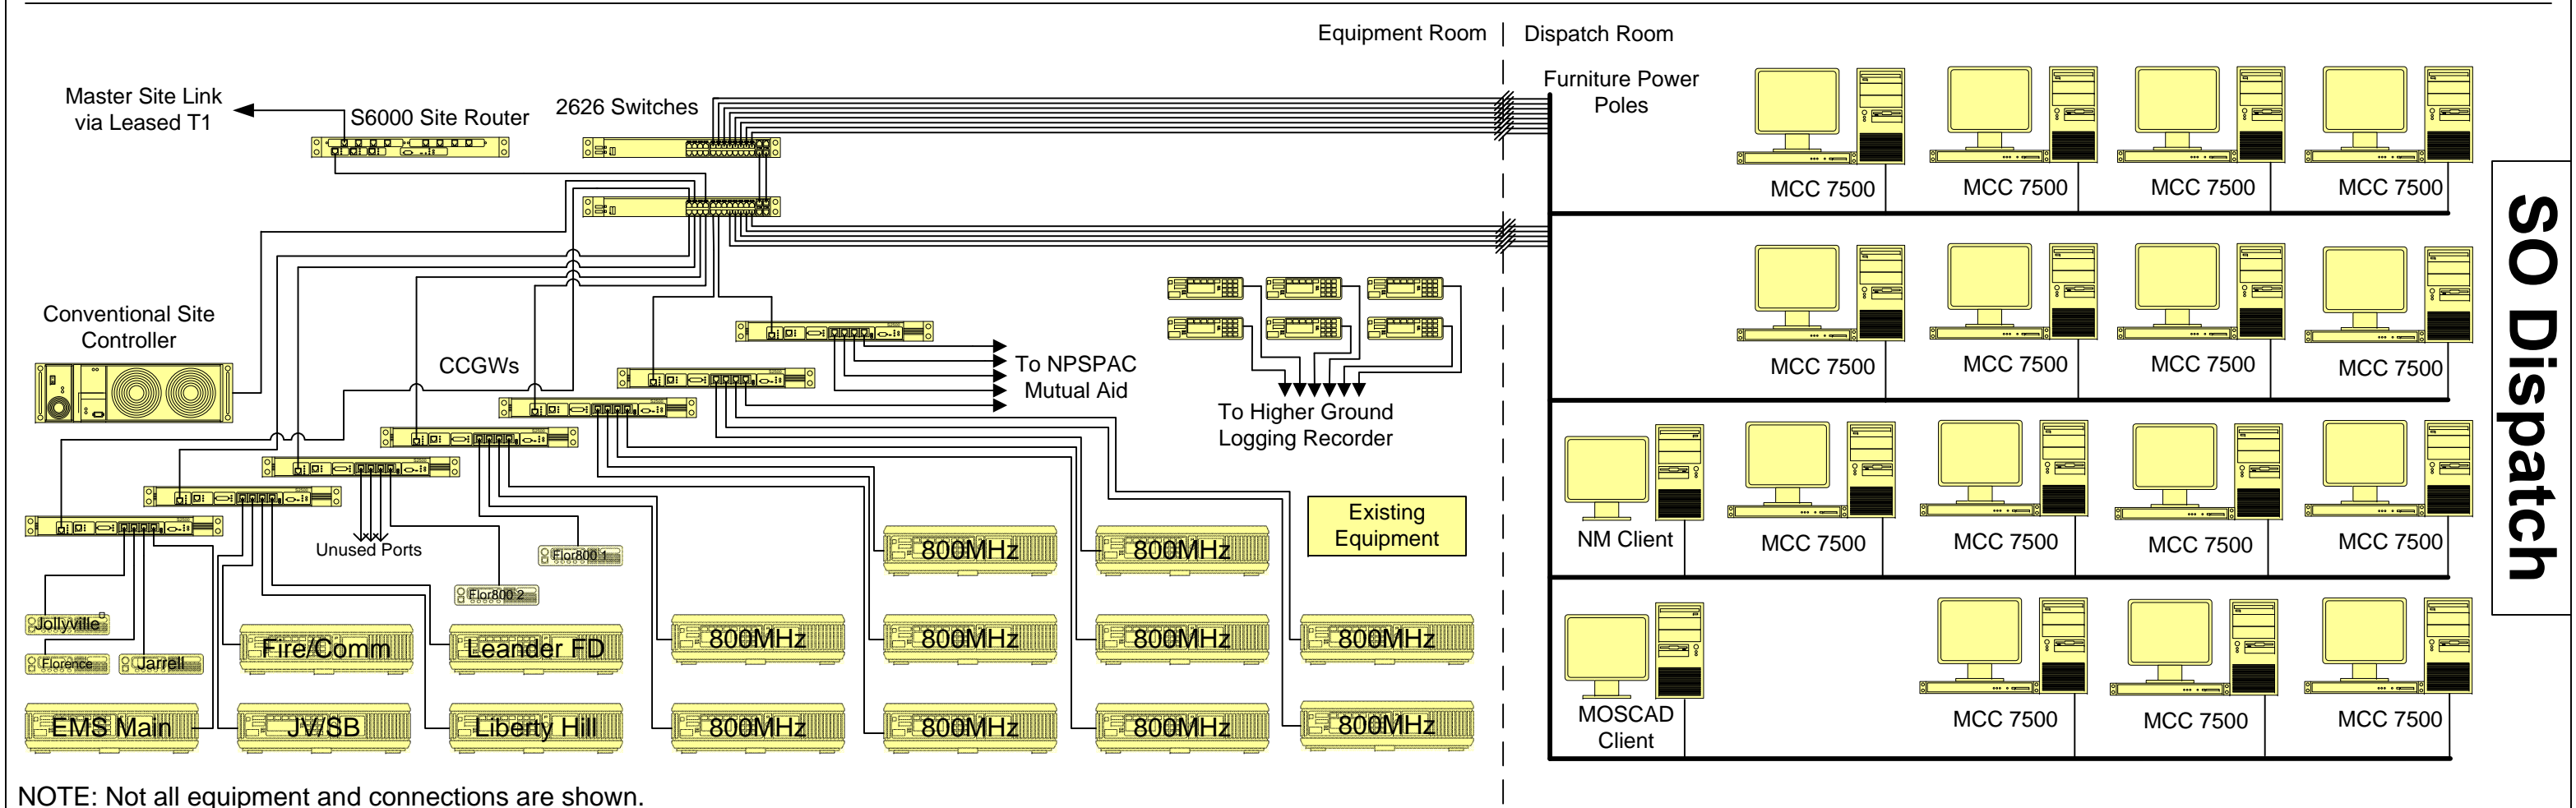 Equipment Room
Dispatch Room
Master Site Link
via Leased T1
S6000 Site Router
2626 Switches
Furniture Power
Poles
MCC 7500
MCC 7500
MCC 7500
MCC 7500
SO Dispatch
Conventional Site
Controller
CCGWs
To NPSPAC
Mutual Aid
To Higher Ground
Logging Recorder
MCC 7500
MCC 7500
MCC 7500
MCC 7500
Existing
Equipment
NM Client
MCC 7500
MCC 7500
MCC 7500
MCC 7500
Unused Ports
Flor800 1
Flor800 2
800MHz
800MHz
Jollyville
Florence
Jarrell
Fire/Comm
Leander FD
800MHz
800MHz
800MHz
800MHz
EMS Main
JV/SB
Liberty Hill
800MHz
800MHz
800MHz
800MHz
MOSCAD
Client
MCC 7500
MCC 7500
MCC 7500
NOTE: Not all equipment and connections are shown.